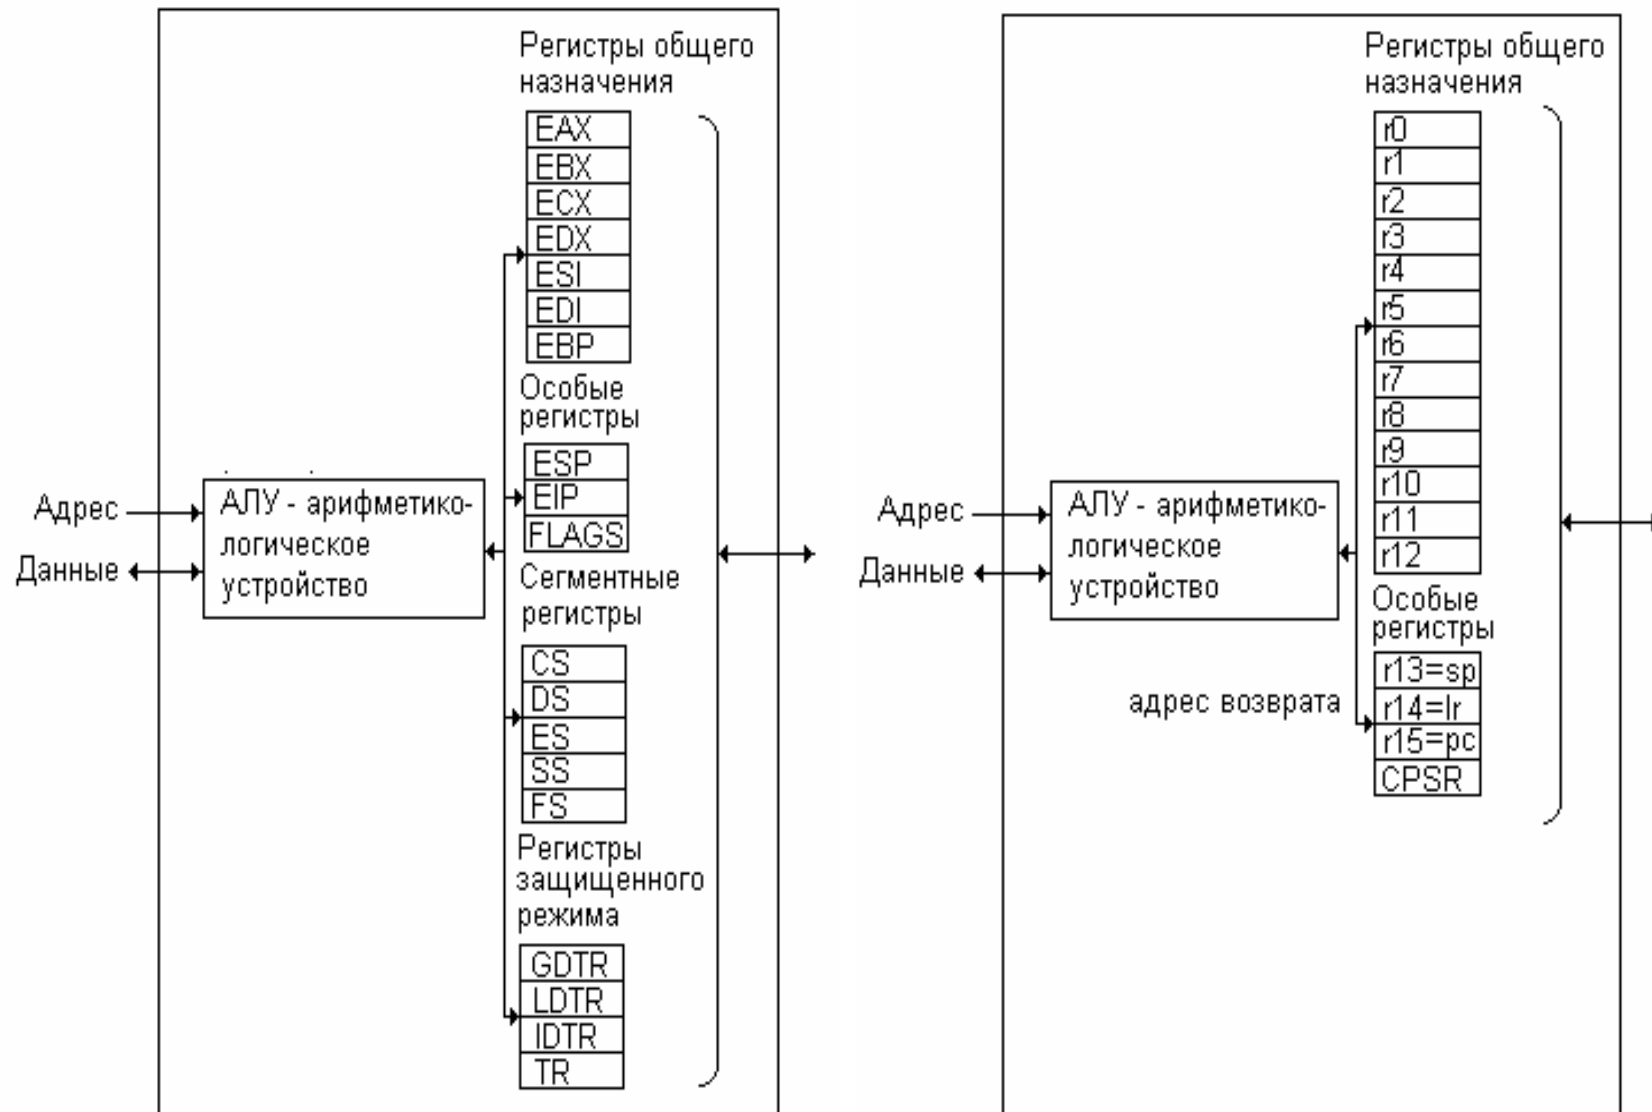 Регистры общего
назначения
EAX
EBX
ECX
EDX
ESI
EDI
EBP
Особые
регистры
ESP
EIP
FLAGS
Сегментные
регистры
CS
DS
ES
SS
FS
Регистры
защищенного
режима
GDTR
LDTR
IDTR
TR
Адрес
Данные
АЛУ - арифметико-
логическое
устройство
Регистры общего
назначения
r0
r1
r2
r3
r4
r5
r6
r7
r8
r9
r10
r11
r12
Особые
регистры
r13=sp
r14=lr
r15=pc
CPSR
адрес возврата
Адрес
Данные
АЛУ - арифметико-
логическое
устройство